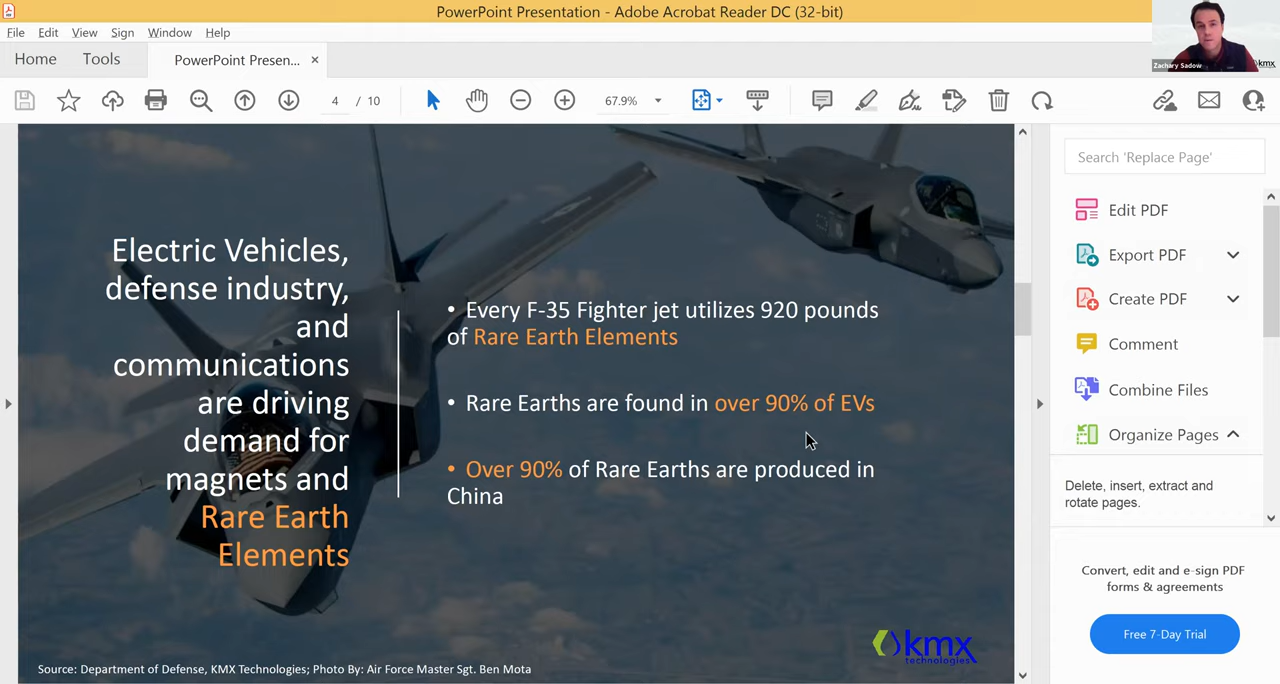 PowerPoint Presentation - Adobe Acrobat Reader DC (32-bit)
File Edit View Sign Window Help
Zachary Sadow
kmx
Home Tools PowerPoint Presen... ×
4 / 10 67.9%
Electric Vehicles,
defense industry,
and
communications
are driving
demand for
magnets and
Rare Earth
Elements
• Every F-35 Fighter jet utilizes 920 pounds
of Rare Earth Elements
• Rare Earths are found in over 90% of EVs
• Over 90% of Rare Earths are produced in
China
kmx
technologies
Source: Department of Defense, KMX Technologies; Photo By: Air Force Master Sgt. Ben Mota
Search 'Replace Page'
Edit PDF
Export PDF
Create PDF
Comment
Combine Files
Organize Pages
Delete, insert, extract and
rotate pages.
Convert, edit and e-sign PDF
forms & agreements
Free 7-Day Trial